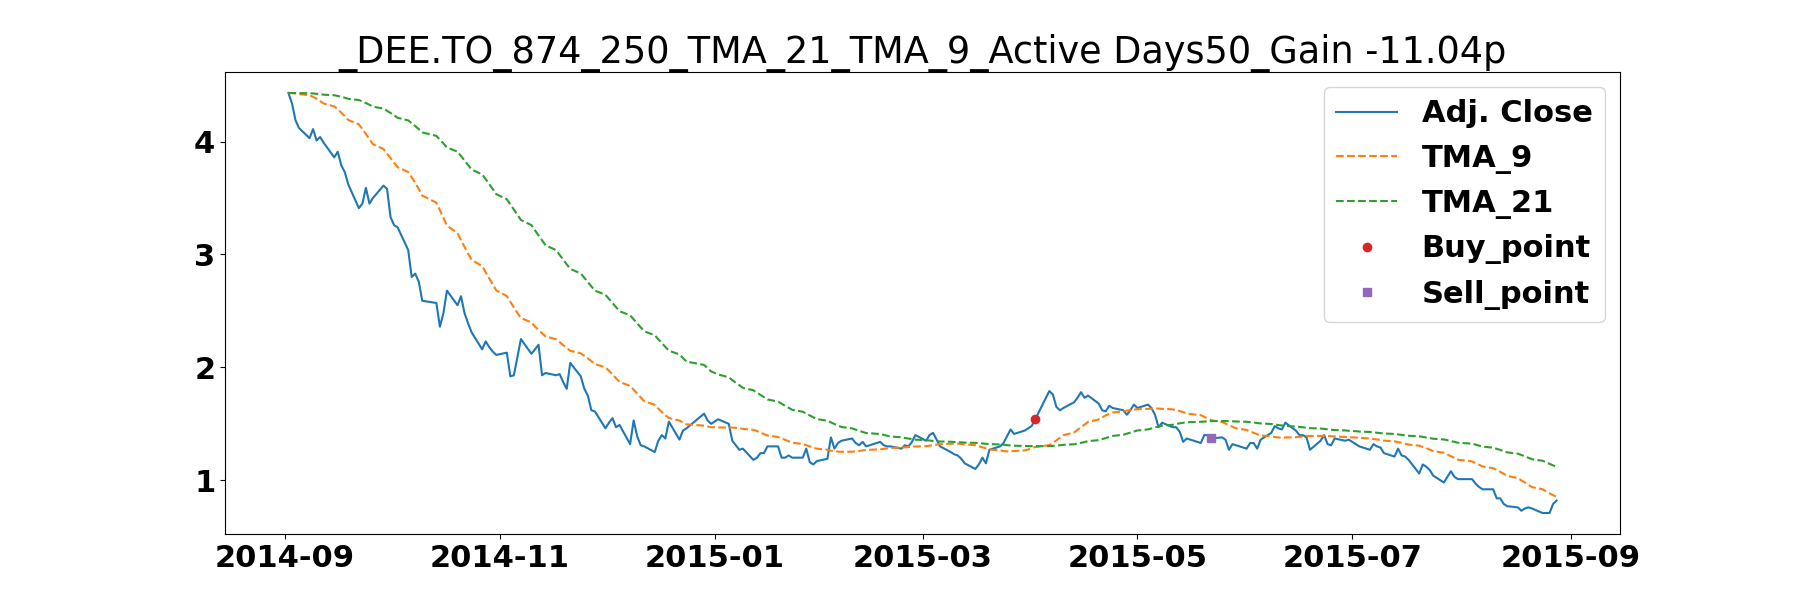 _DEE.TO_874_250_TMA_21_TMA_9_Active Days50_Gain -11.04p
Adj. Close
TMA_9
TMA_21
Buy_point
Sell_point
4
3
2
1
2014-09 2014-11 2015-01 2015-03 2015-05 2015-07 2015-09